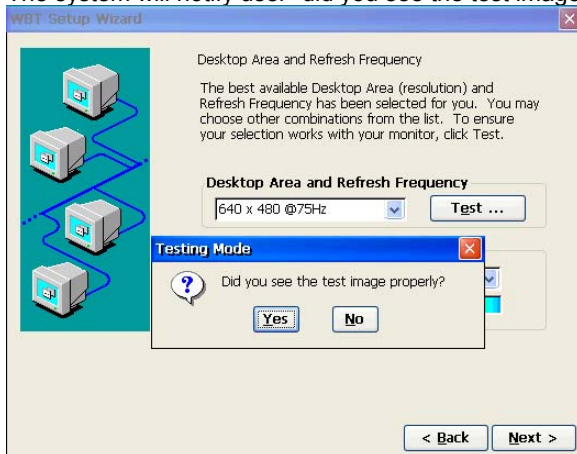 The system will notify user "did you see the test image
WBT Setup Wizard
Desktop Area and Refresh Frequency
The best available Desktop Area (resolution) and
Refresh Frequency has been selected for you. You may
choose other combinations from the list. To ensure
your selection works with your monitor, click Test.
Desktop Area and Refresh Frequency
640 x 480 @75Hz
Test ...
Testing Mode
Did you see the test image properly?
Yes
No
< Back
Next >